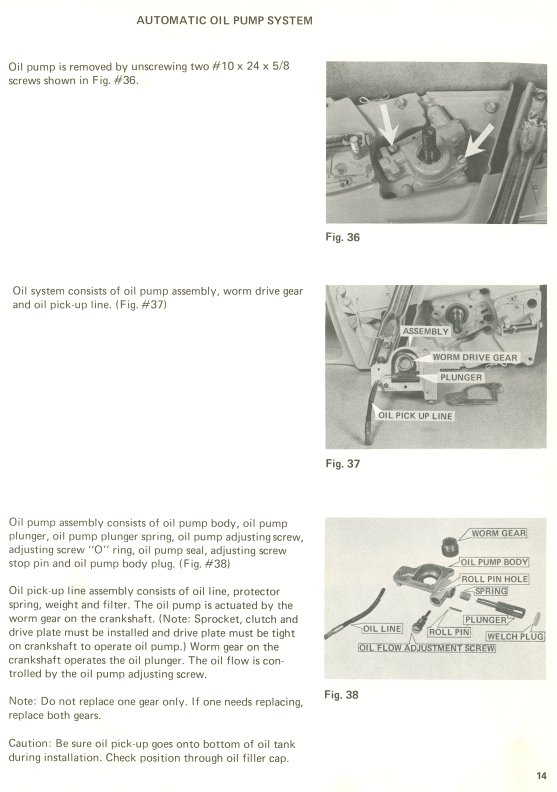 AUTOMATIC OIL PUMP SYSTEM
Oil pump is removed by unscrewing two #10 x 24 x 5/8
screws shown in Fig. #36.
Fig. 36
Oil system consists of oil pump assembly, worm drive gear
and oil pick-up line. (Fig. #37)
ASSEMBLY
WORM DRIVE GEAR
PLUNGER
OIL PICK UP LINE
Fig. 37
Oil pump assembly consists of oil pump body, oil pump
plunger, oil pump plunger spring, oil pump adjusting screw,
adjusting screw "O" ring, oil pump seal, adjusting screw
stop pin and oil pump body plug. (Fig. #38)
Oil pick-up line assembly consists of oil line, protector
spring, weight and filter. The oil pump is actuated by the
worm gear on the crankshaft. (Note: Sprocket, clutch and
drive plate must be installed and drive plate must be tight
on crankshaft to operate oil pump.) Worm gear on the
crankshaft operates the oil plunger. The oil flow is con-
trolled by the oil pump adjusting screw.
Note: Do not replace one gear only. If one needs replacing,
replace both gears.
Caution: Be sure oil pick-up goes onto bottom of oil tank
during installation. Check position through oil filler cap.
WORM GEAR
OIL PUMP BODY
ROLL PIN HOLE
SPRING
PLUNGER
WELCH PLUG
OIL LINE
ROLL PIN
OIL FLOW ADJUSTMENT SCREW
Fig. 38
14